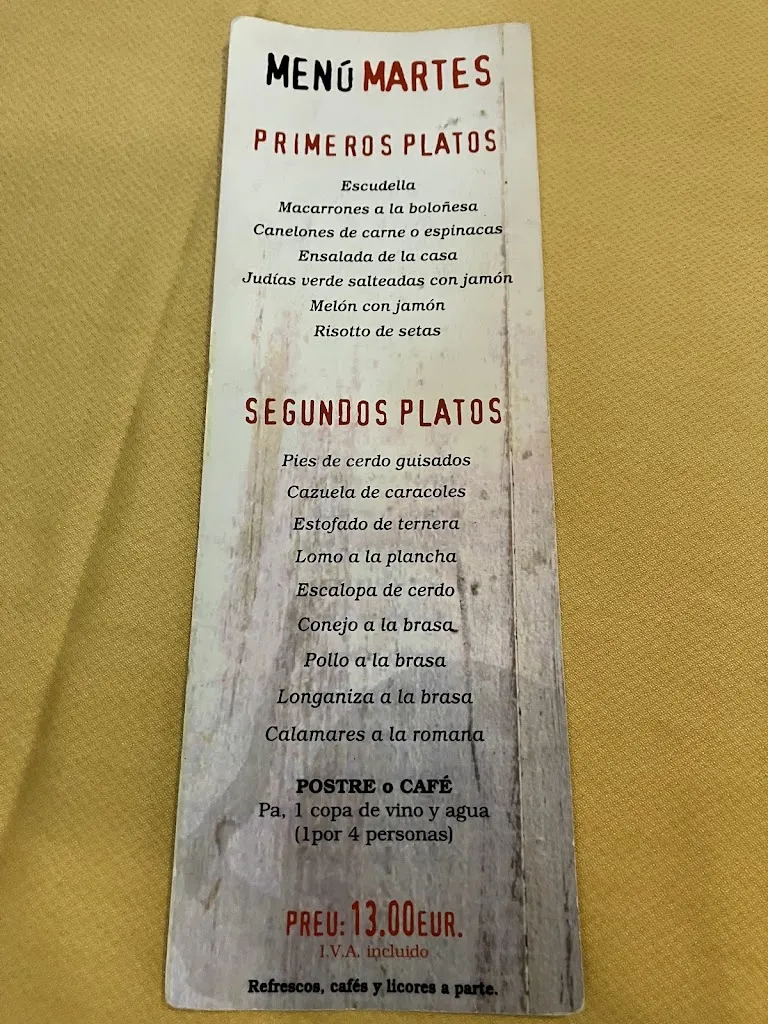 MENÚ MARTES
PRIMEROS PLATOS
Escudella
Macarrones a la boloñesa
Canelones de carne o espinacas
Ensalada de la casa
Judías verde salteadas con jamón
Melón con jamón
Risotto de setas
SEGUNDOS PLATOS
Pies de cerdo guisados
Cazuela de caracoles
Estofado de ternera
Lomo a la plancha
Escalopa de cerdo
Conejo a la brasa
Pollo a la brasa
Longaniza a la brasa
Calamares a la romana
POSTRE o CAFÉ
Pa, 1 copa de vino y agua
(1por 4 personas)
PREU: 13.00EUR.
I.V.A. incluido
Refrescos, cafés y licores a parte.